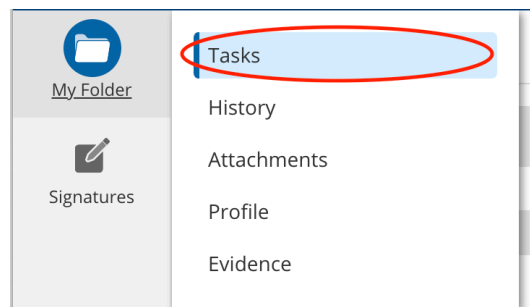 My Folder
Signatures
Tasks
History
Attachments
Profile
Evidence